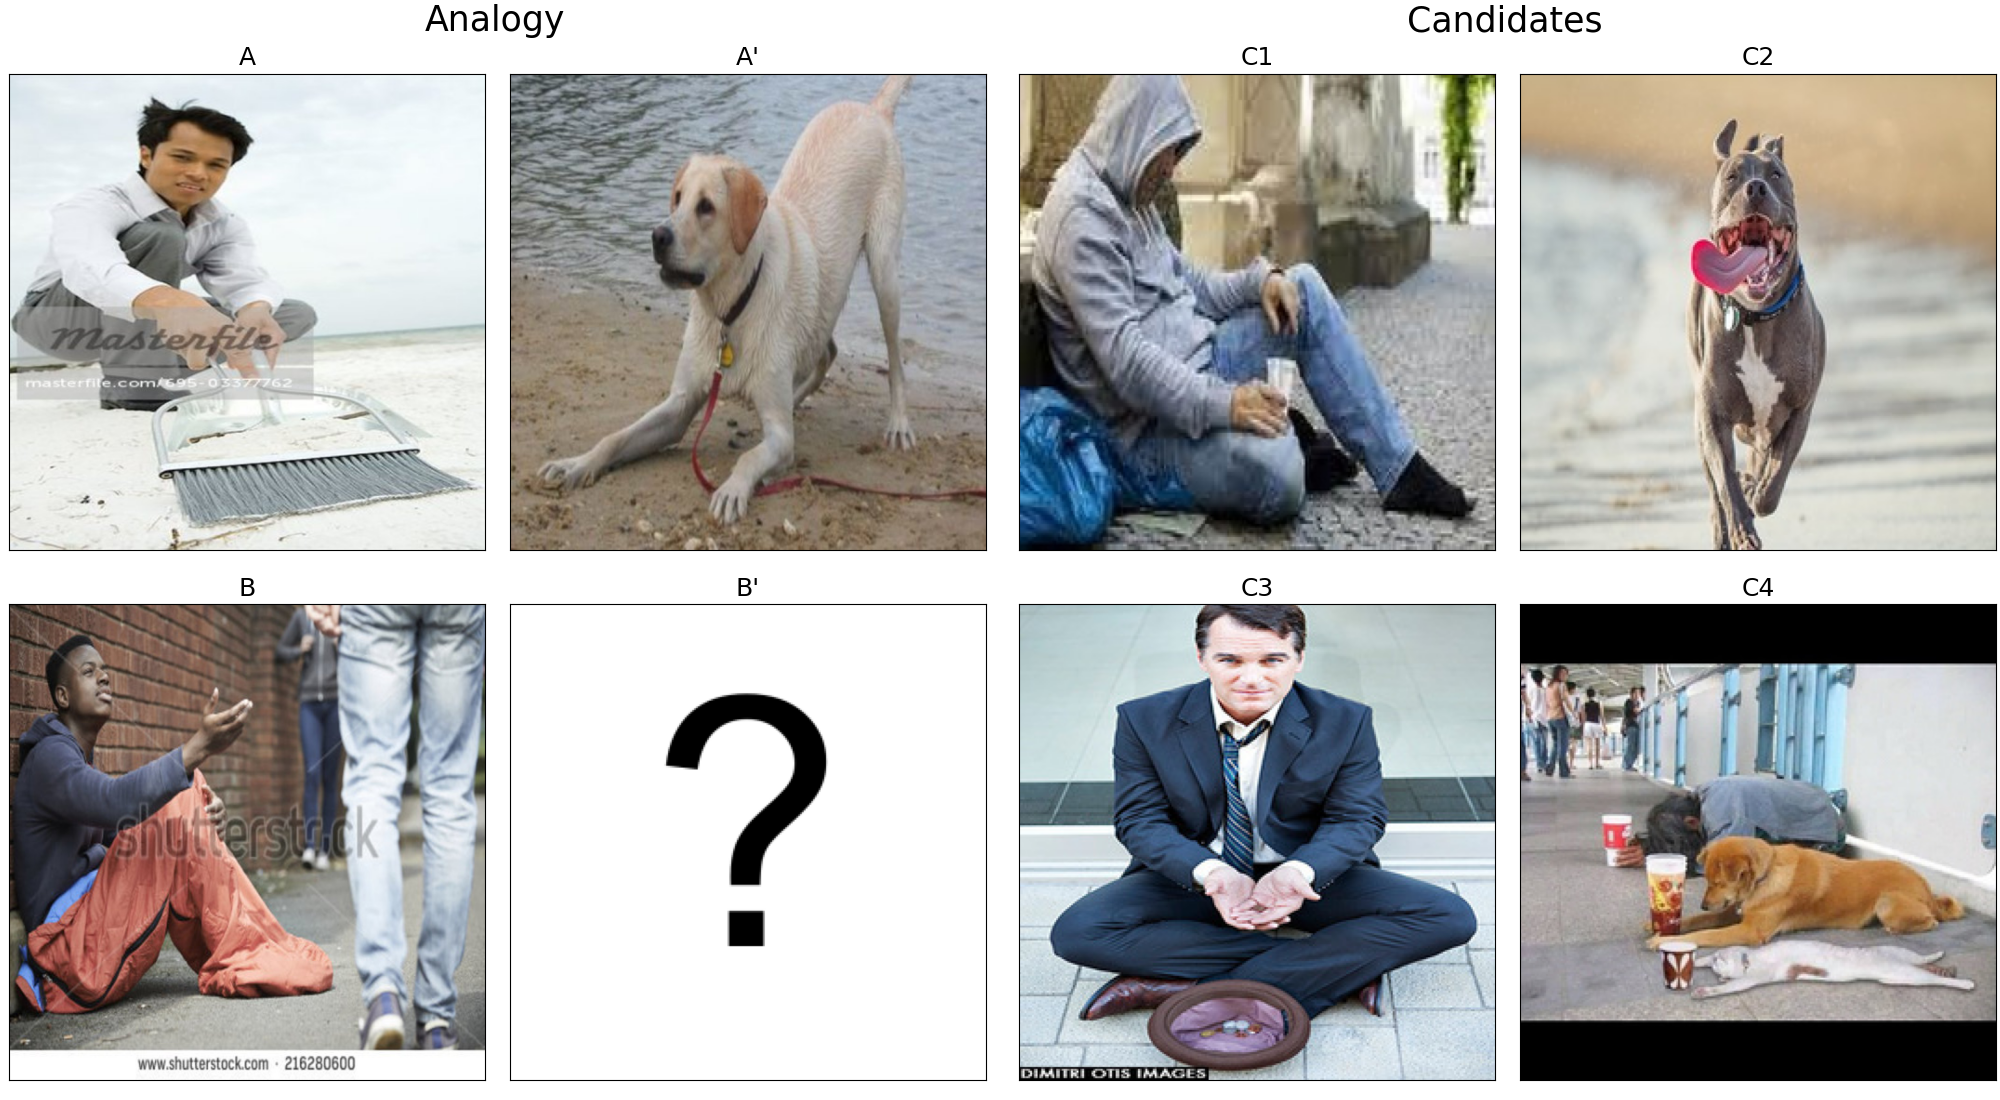 Analogy
Candidates
A
A'
C1
C2
Masterfile
masterfile.com/695-03377762
B
B'
C3
C4
shutterstock
?
www.shutterstock.com · 216280600
DIMITRI OTIS IMAGES